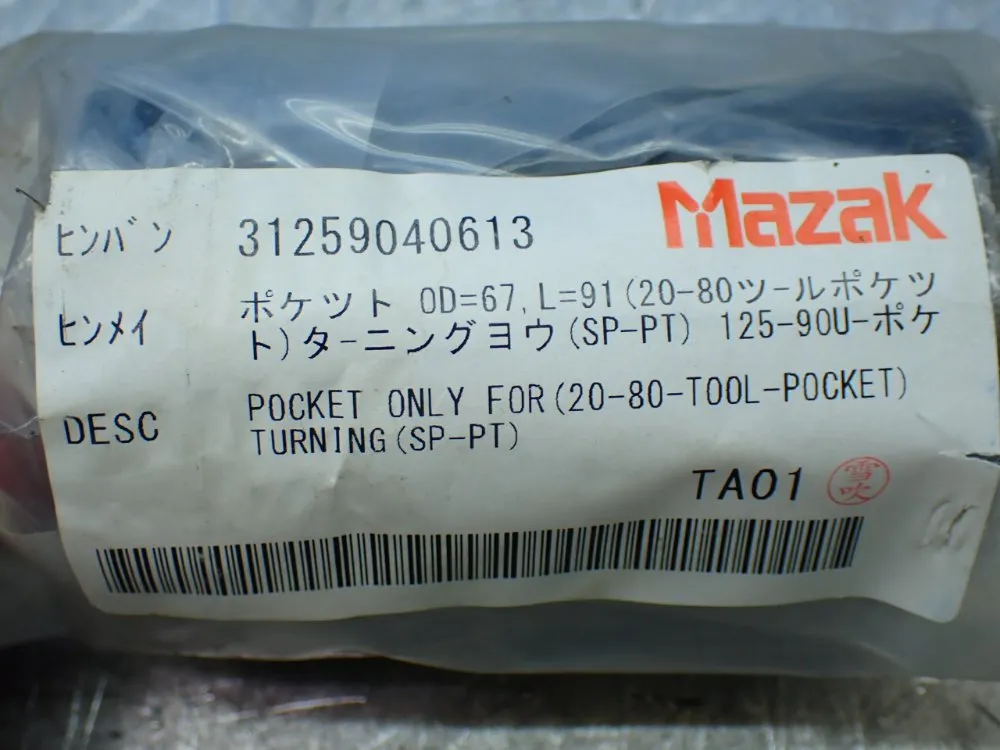 Mazak
ヒンバン 31259040613
ヒンメイ ポケツト OD=67,L=91(20-80ツ-ルポケツ
ト)タ-ニングヨウ(SP-PT) 125-90U-ポケ
DESC POCKET ONLY FOR(20-80-TOOL-POCKET)
TURNING(SP-PT)
TA01 雪吹